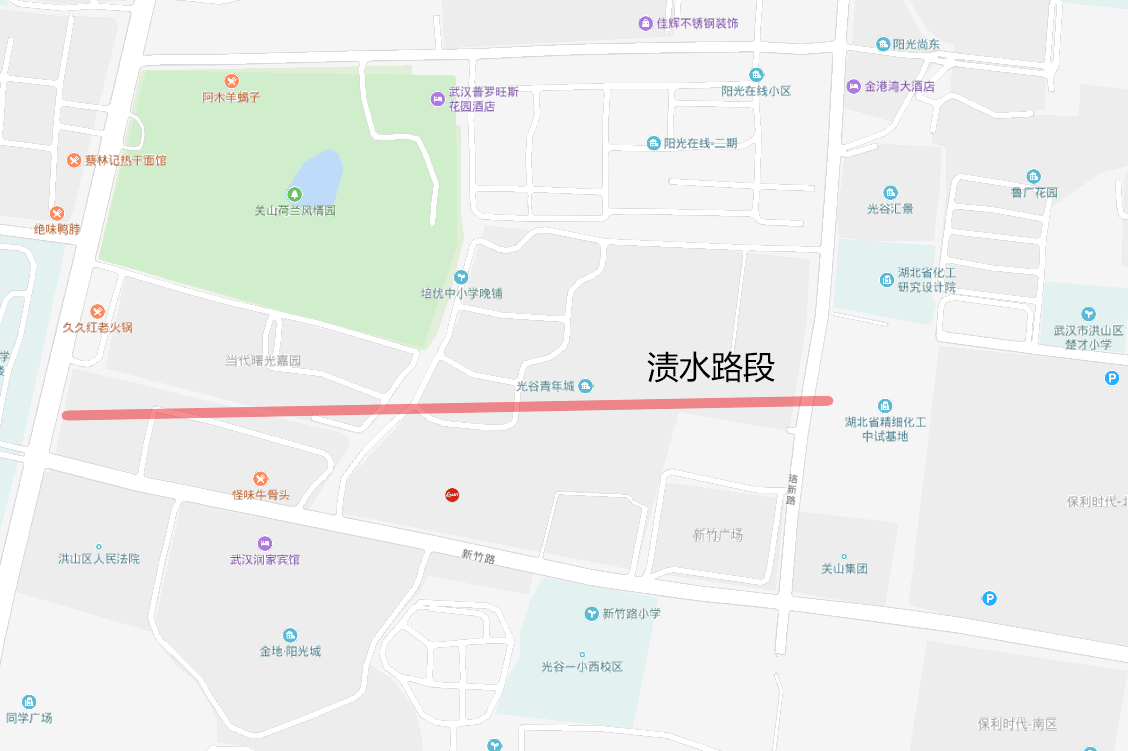 佳辉不锈钢装饰
阳光尚东
阿木羊蝎子
武汉普罗旺斯
花园酒店
阳光在线小区
金港湾大酒店
阳光在线-二期
蔡林记热干面馆
鲁广花园
绝味鸭脖
关山荷兰风情园
光谷汇景
培优中小学晚铺
湖北省化工
研究设计院
久久红老火锅
武汉市洪山区
楚才小学
学
楼
当代曙光嘉园
渍水路段
光谷青年城
P
湖北省精细化工
中试基地
怪味牛骨头
珞新路
保利时代-北
新竹广场
洪山区人民法院
武汉润家宾馆
新竹路
关山集团
P
新竹路小学
金地·阳光城
光谷一小西校区
同学广场
保利时代-南区